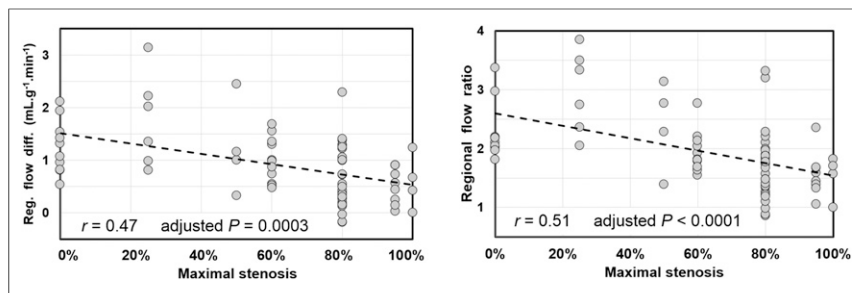 3.5
3
2
1
0
Reg. flow diff. (mL.g⁻¹.min⁻¹)
r = 0.47 adjusted P = 0.0003
0% 20% 40% 60% 80% 100%
Maximal stenosis
4
3
2
1
Regional flow ratio
r = 0.51 adjusted P < 0.0001
0% 20% 40% 60% 80% 100%
Maximal stenosis